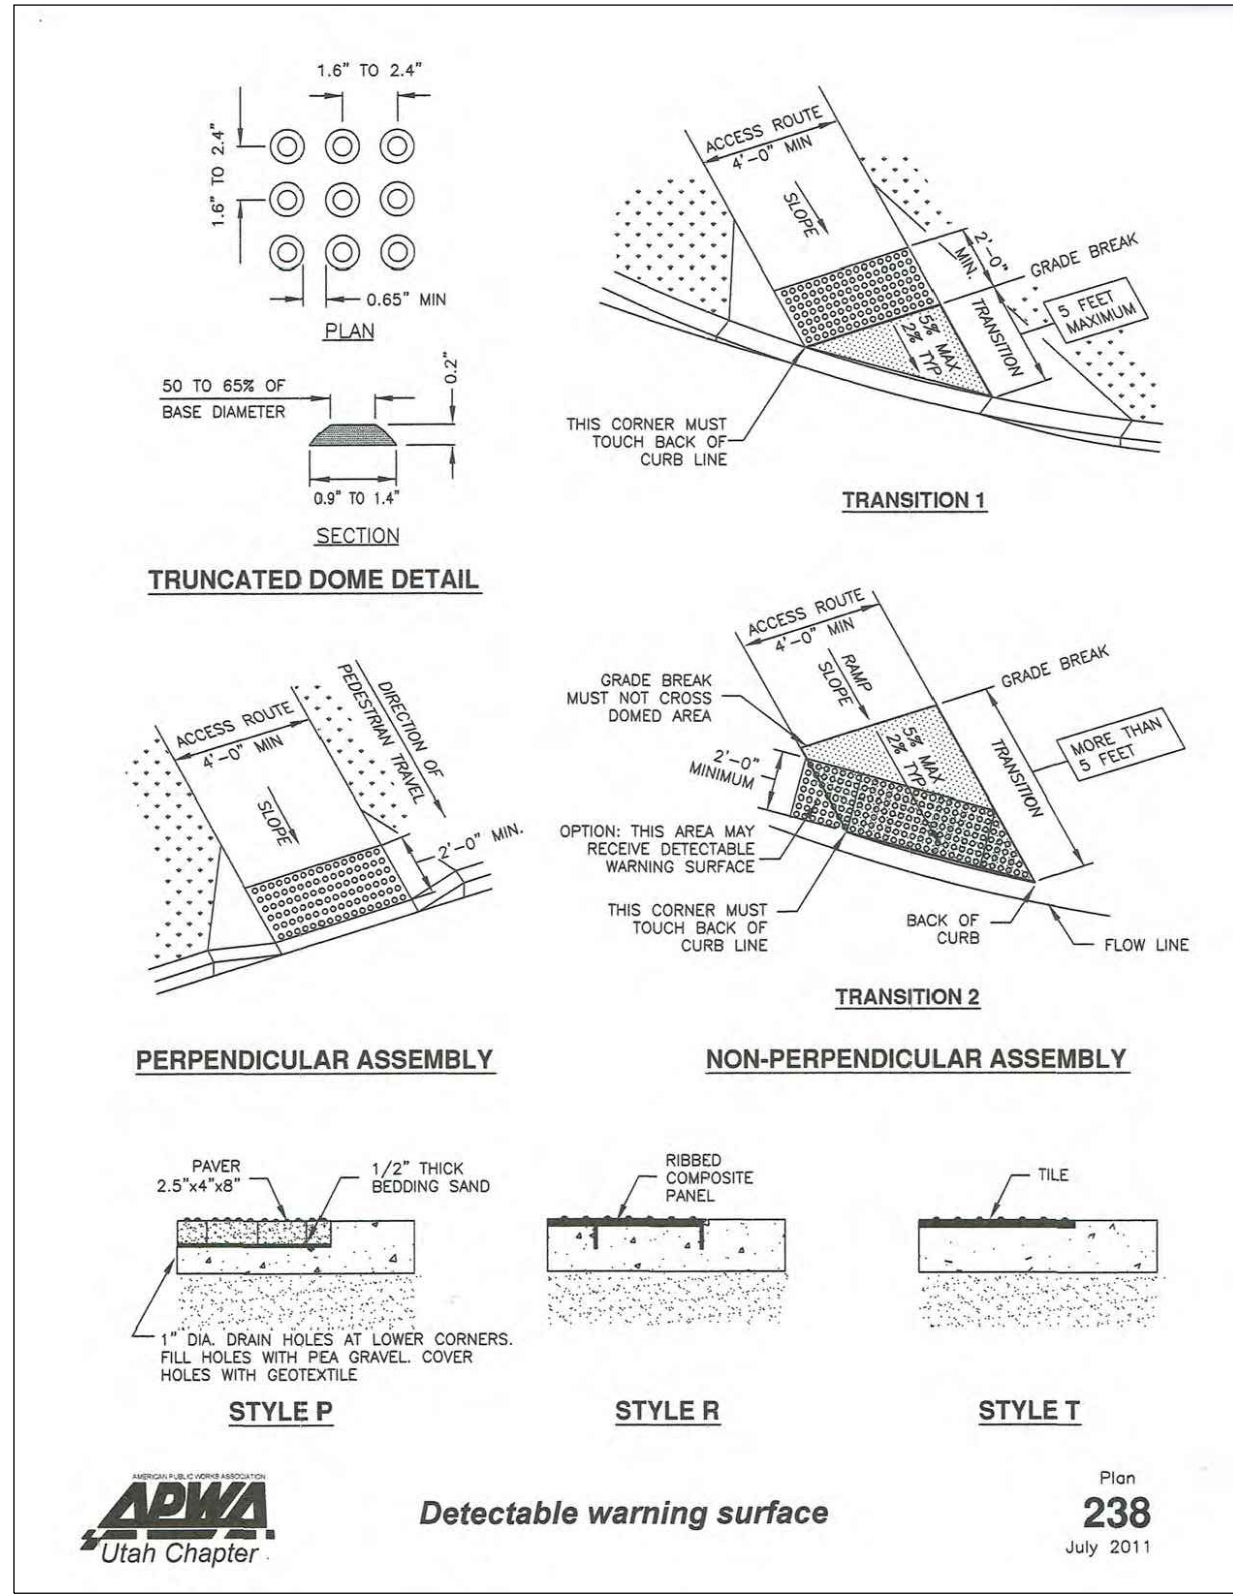 1.6" TO 2.4"
1.6" TO 2.4"
0.65" MIN
PLAN
50 TO 65% OF
BASE DIAMETER
0.2"
0.9" TO 1.4"
SECTION
TRUNCATED DOME DETAIL
ACCESS ROUTE
4'-0" MIN
SLOPE
2'-0"
MIN.
GRADE BREAK
5 FEET
MAXIMUM
TRANSITION
5% MAX
2% TYP
THIS CORNER MUST
TOUCH BACK OF
CURB LINE
TRANSITION 1
DIRECTION OF
PEDESTRIAN TRAVEL
ACCESS ROUTE
4'-0" MIN
SLOPE
2'-0" MIN.
PERPENDICULAR ASSEMBLY
ACCESS ROUTE
4'-0" MIN
RAMP
SLOPE
GRADE BREAK
MUST NOT CROSS
DOMED AREA
GRADE BREAK
MORE THAN
5 FEET
TRANSITION
5% MAX
2% TYP
2'-0"
MINIMUM
OPTION: THIS AREA MAY
RECEIVE DETECTABLE
WARNING SURFACE
THIS CORNER MUST
TOUCH BACK OF
CURB LINE
BACK OF
CURB
FLOW LINE
TRANSITION 2
NON-PERPENDICULAR ASSEMBLY
PAVER
2.5"x4"x8"
1/2" THICK
BEDDING SAND
1" DIA. DRAIN HOLES AT LOWER CORNERS.
FILL HOLES WITH PEA GRAVEL. COVER
HOLES WITH GEOTEXTILE
STYLE P
RIBBED
COMPOSITE
PANEL
STYLE R
TILE
STYLE T
AMERICAN PUBLIC WORKS ASSOCIATION
APWA
Utah Chapter
Detectable warning surface
Plan
238
July 2011